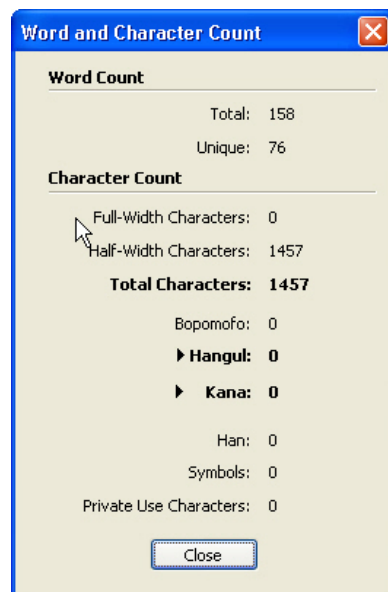 Word and Character Count
Word Count
Total: 158
Unique: 76
Character Count
Full-Width Characters: 0
Half-Width Characters: 1457
Total Characters: 1457
Bopomofo: 0
Hangul: 0
Kana: 0
Han: 0
Symbols: 0
Private Use Characters: 0
Close